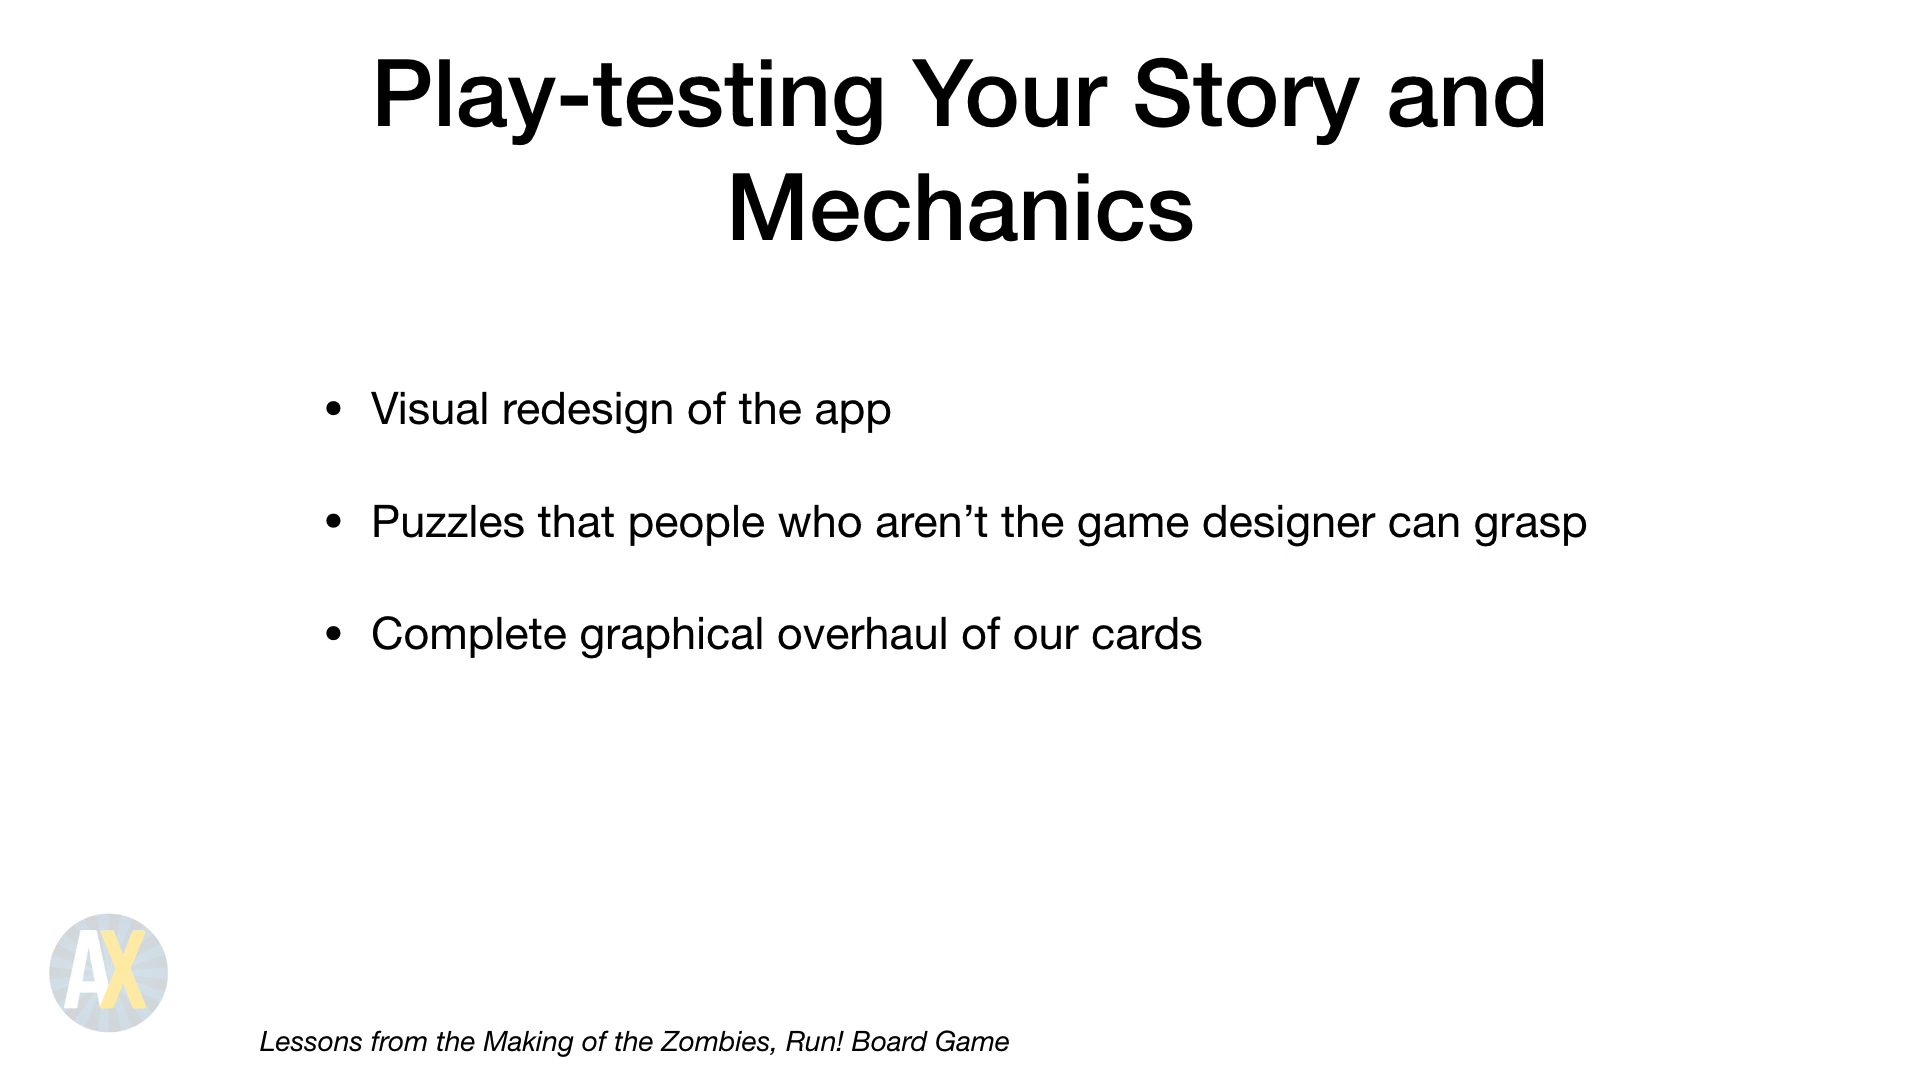 Play-testing Your Story and
Mechanics
• Visual redesign of the app
• Puzzles that people who aren’t the game designer can grasp
• Complete graphical overhaul of our cards
AX
Lessons from the Making of the Zombies, Run! Board Game